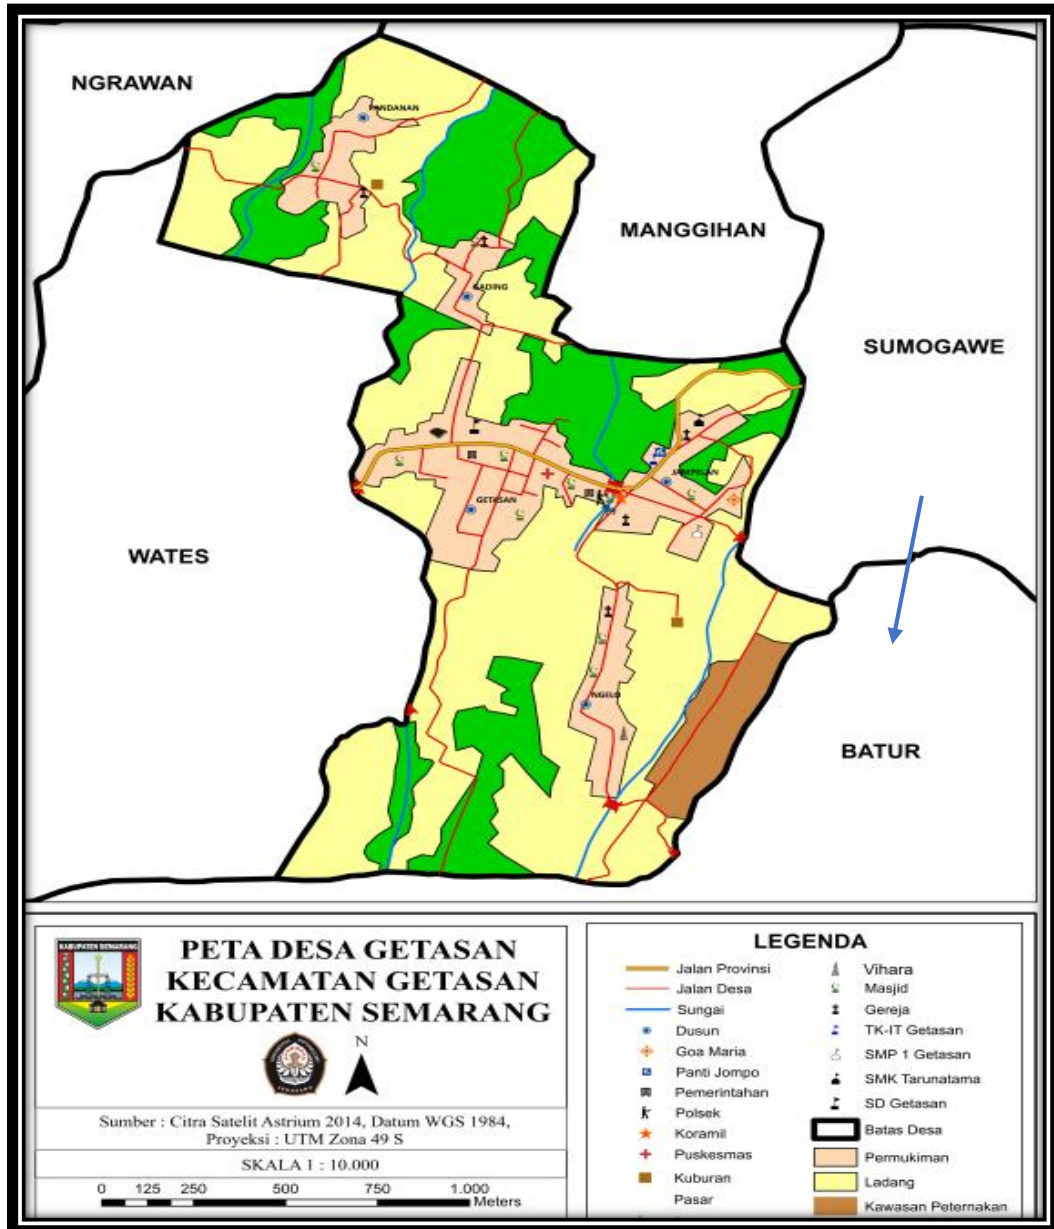 NGRAWAN
PANDANAN
MANGGIHAN
GADING
SUMOGAWE
JAMPELAN
GETASAN
WATES
NGELO
BATUR
KABUPATEN SEMARANG
PETA DESA GETASAN
KECAMATAN GETASAN
KABUPATEN SEMARANG
N
Sumber : Citra Satelit Astrium 2014, Datum WGS 1984,
Proyeksi : UTM Zona 49 S
SKALA 1 : 10.000
0 125 250 500 750 1.000
Meters
LEGENDA
Jalan Provinsi
Jalan Desa
Sungai
Dusun
Goa Maria
Panti Jompo
Pemerintahan
Polsek
Koramil
Puskesmas
Kuburan
Pasar
Vihara
Masjid
Gereja
TK-IT Getasan
SMP 1 Getasan
SMK Tarunatama
SD Getasan
Batas Desa
Permukiman
Ladang
Kawasan Peternakan